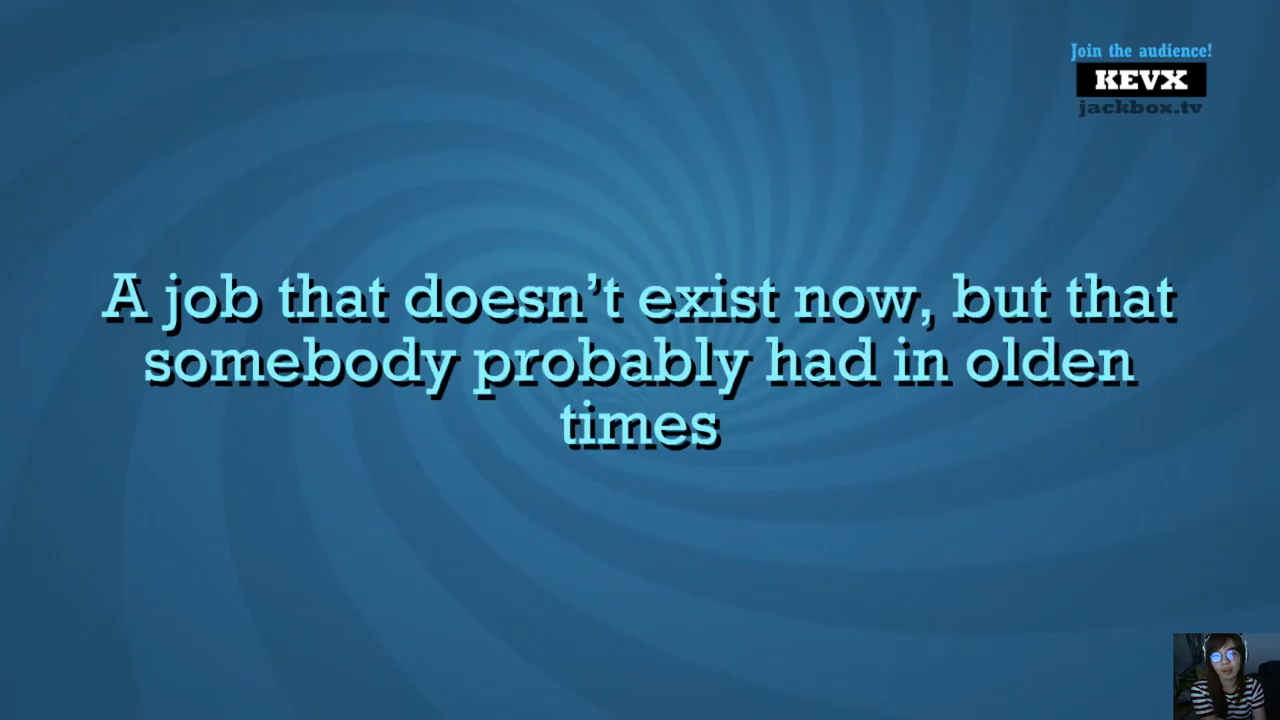 Join the audience!
KEVX
jackbox.tv
A job that doesn't exist now, but that
somebody probably had in olden
times